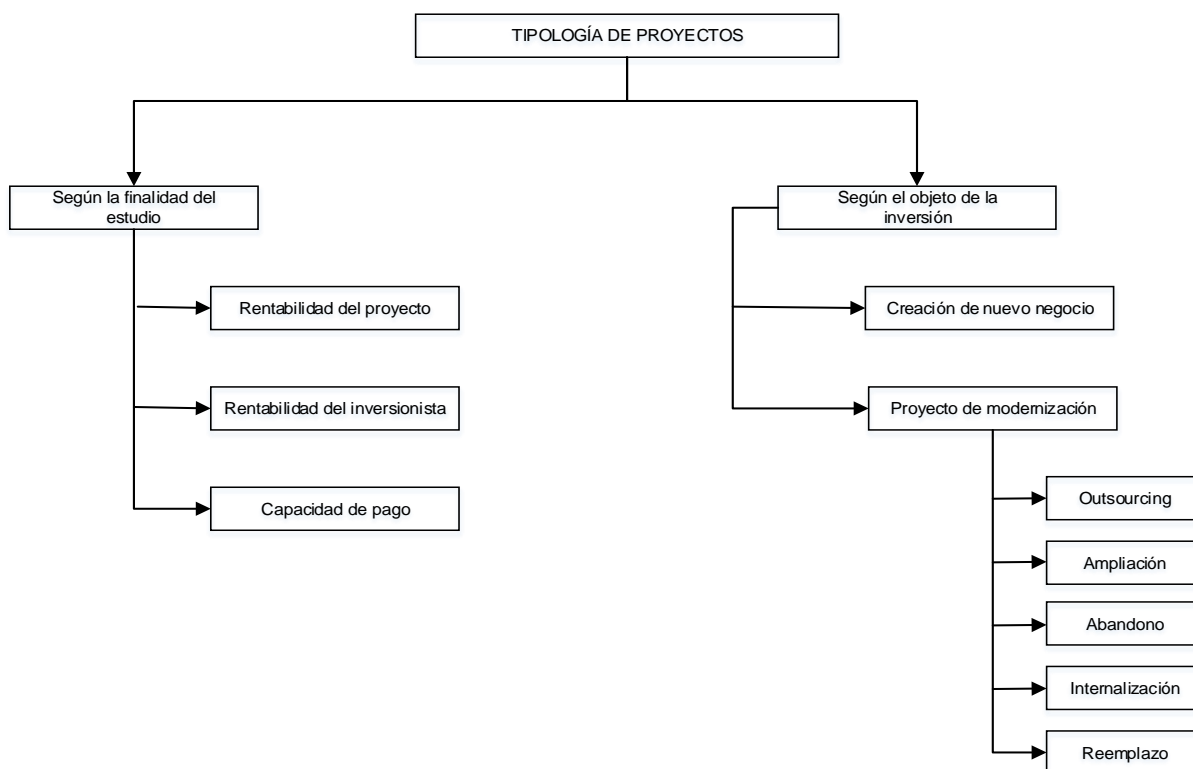 TIPOLOGÍA DE PROYECTOS
Según la finalidad del
estudio
Rentabilidad del proyecto
Rentabilidad del inversionista
Capacidad de pago
Según el objeto de la
inversión
Creación de nuevo negocio
Proyecto de modernización
Outsourcing
Ampliación
Abandono
Internalización
Reemplazo